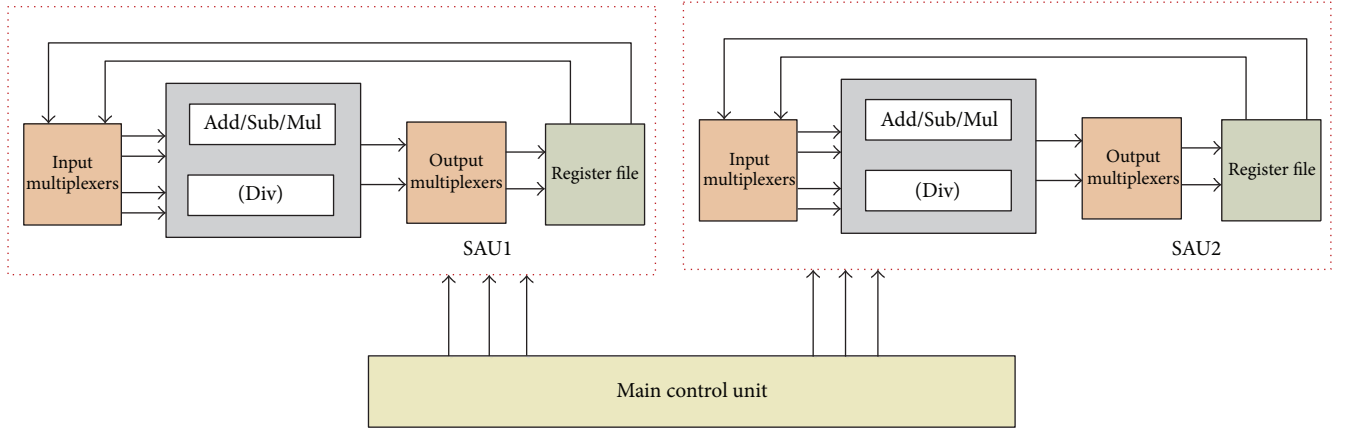 Input
multiplexers
Add/Sub/Mul
(Div)
Output
multiplexers
Register file
SAU1
Input
multiplexers
Add/Sub/Mul
(Div)
Output
multiplexers
Register file
SAU2
Main control unit